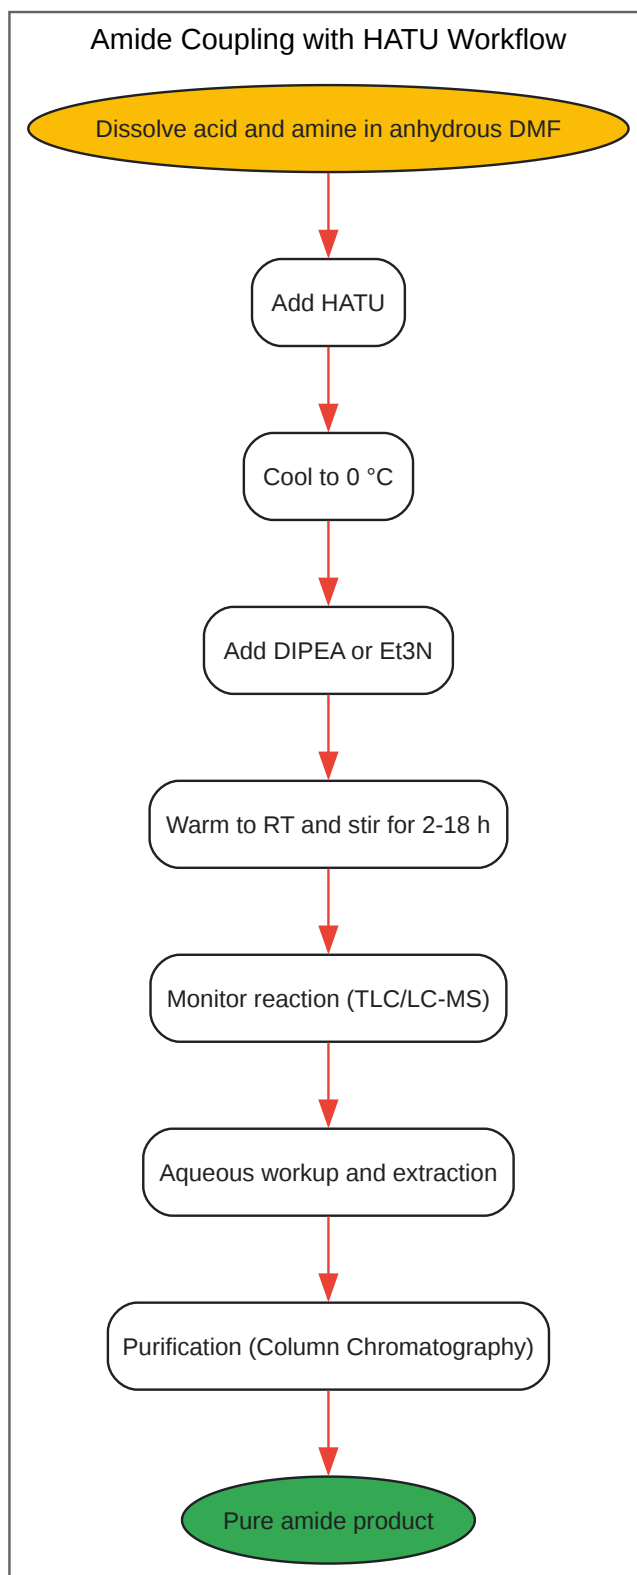 Amide Coupling with HATU Workflow
Dissolve acid and amine in anhydrous DMF
Add HATU
Cool to 0 °C
Add DIPEA or Et3N
Warm to RT and stir for 2-18 h
Monitor reaction (TLC/LC-MS)
Aqueous workup and extraction
Purification (Column Chromatography)
Pure amide product